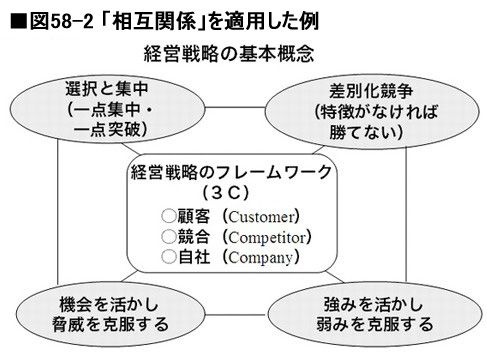 ■図58-2 「相互関係」を適用した例
経営戦略の基本概念
選択と集中
(一点集中・
一点突破)
差別化競争
(特徴がなければ
勝てない)
経営戦略のフレームワーク
(3C)
○顧客 (Customer)
○競合 (Competitor)
○自社 (Company)
機会を活かし
脅威を克服する
強みを活かし
弱みを克服する